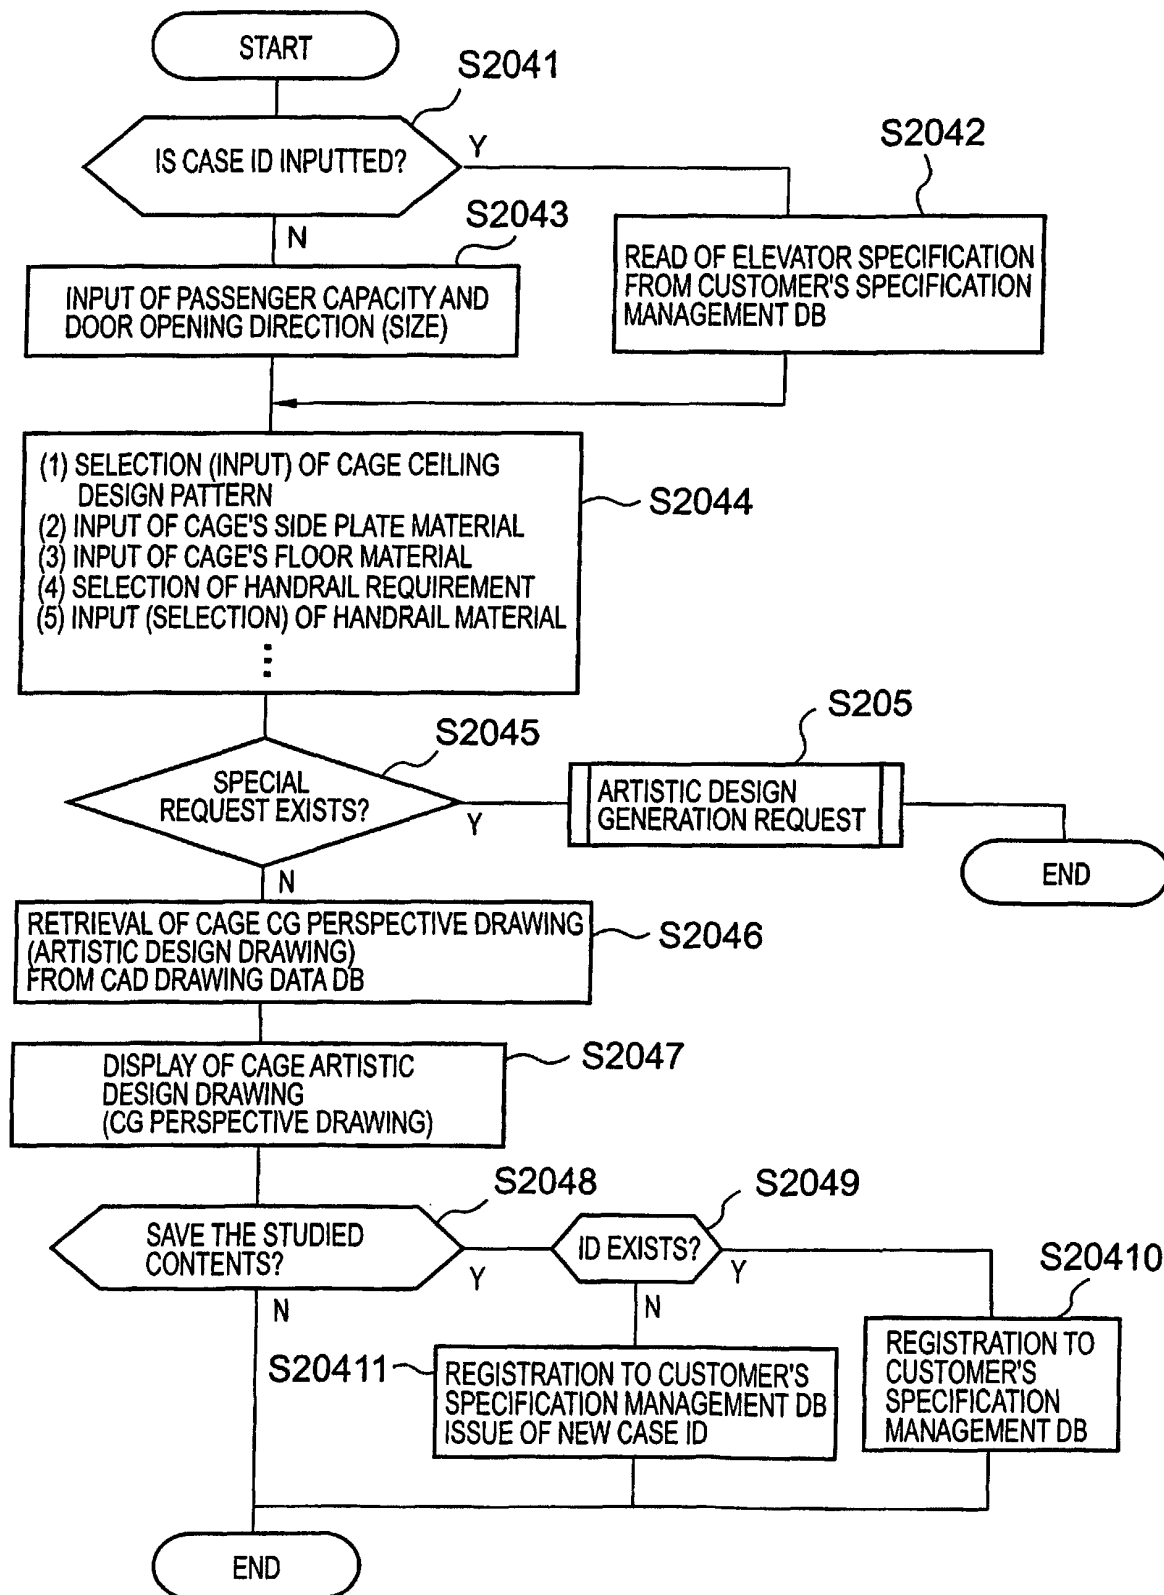 START
S2041
IS CASE ID INPUTTED?
Y
S2042
N
S2043
READ OF ELEVATOR SPECIFICATION
FROM CUSTOMER'S SPECIFICATION
MANAGEMENT DB
INPUT OF PASSENGER CAPACITY AND
DOOR OPENING DIRECTION (SIZE)
(1) SELECTION (INPUT) OF CAGE CEILING
DESIGN PATTERN
(2) INPUT OF CAGE'S SIDE PLATE MATERIAL
(3) INPUT OF CAGE'S FLOOR MATERIAL
(4) SELECTION OF HANDRAIL REQUIREMENT
(5) INPUT (SELECTION) OF HANDRAIL MATERIAL
⋮
S2044
S2045
SPECIAL
REQUEST EXISTS?
Y
S205
ARTISTIC DESIGN
GENERATION REQUEST
END
N
RETRIEVAL OF CAGE CG PERSPECTIVE DRAWING
(ARTISTIC DESIGN DRAWING)
FROM CAD DRAWING DATA DB
S2046
DISPLAY OF CAGE ARTISTIC
DESIGN DRAWING
(CG PERSPECTIVE DRAWING)
S2047
S2048
SAVE THE STUDIED
CONTENTS?
Y
N
S2049
ID EXISTS?
Y
N
S20410
REGISTRATION TO
CUSTOMER'S
SPECIFICATION
MANAGEMENT DB
S20411
REGISTRATION TO CUSTOMER'S
SPECIFICATION MANAGEMENT DB
ISSUE OF NEW CASE ID
END